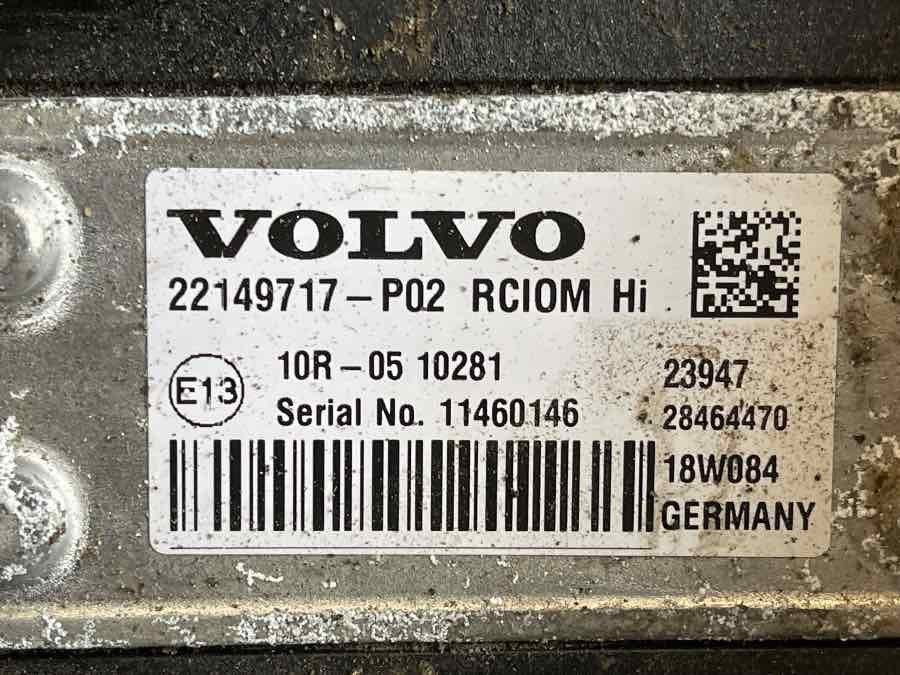 VOLVO
22149717-P02 RCIOM Hi
E13
10R-05 10281
Serial No. 11460146
23947
28464470
18W084
GERMANY